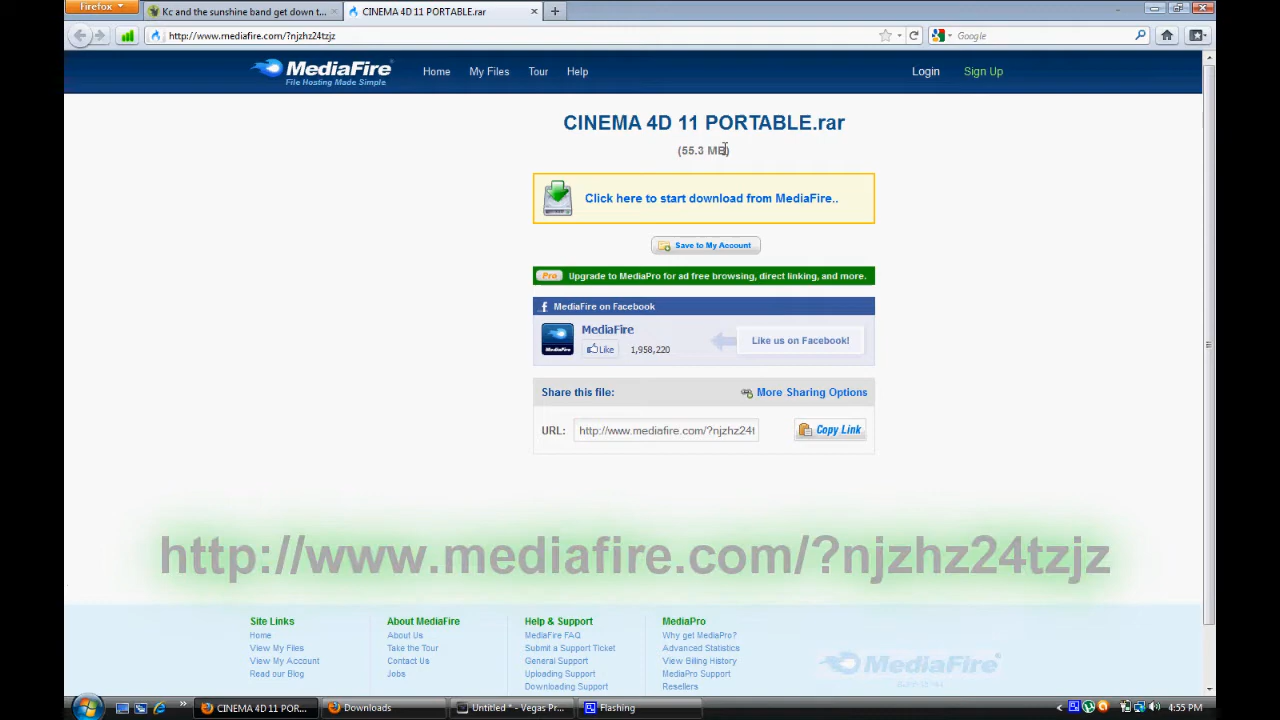 Firefox
Kc and the sunshine band get down t...
CINEMA 4D 11 PORTABLE.rar
http://www.mediafire.com/?njzhz24tzjz
Google
MediaFire
File Hosting Made Simple
Home
My Files
Tour
Help
Login
Sign Up
CINEMA 4D 11 PORTABLE.rar
(55.3 MB)
Click here to start download from MediaFire..
Save to My Account
Pro Upgrade to MediaPro for ad free browsing, direct linking, and more.
MediaFire on Facebook
MediaFire
Like 1,958,220
Like us on Facebook!
Share this file:
More Sharing Options
URL: http://www.mediafire.com/?njzhz24t
Copy Link
http://www.mediafire.com/?njzhz24tzjz
Site Links
Home
View My Files
View My Account
Read our Blog
About MediaFire
About Us
Take the Tour
Contact Us
Jobs
Help & Support
MediaFire FAQ
Submit a Support Ticket
General Support
Uploading Support
Downloading Support
MediaPro
Why get MediaPro?
Advanced Statistics
View Billing History
MediaPro Support
Resellers
MediaFire
CINEMA 4D 11 POR...
Downloads
Untitled * - Vegas Pr...
Flashing
4:55 PM